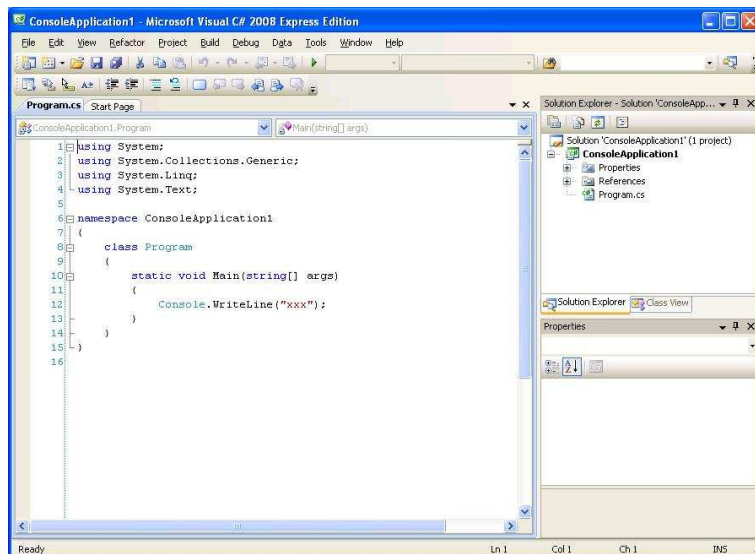 ConsoleApplication1 - Microsoft Visual C# 2008 Express Edition
File Edit View Refactor Project Build Debug Data Tools Window Help
Program.cs Start Page
ConsoleApplication1.Program Main(string[] args)
1 using System;
2 using System.Collections.Generic;
3 using System.Linq;
4 using System.Text;
5
6 namespace ConsoleApplication1
7 {
8 class Program
9 {
10 static void Main(string[] args)
11 {
12 Console.WriteLine("xxx");
13 }
14 }
15 }
16
Solution Explorer - Solution 'ConsoleApp...
Solution 'ConsoleApplication1' (1 project)
ConsoleApplication1
Properties
References
Program.cs
Solution Explorer Class View
Properties
Ready Ln 1 Col 1 Ch 1 INS